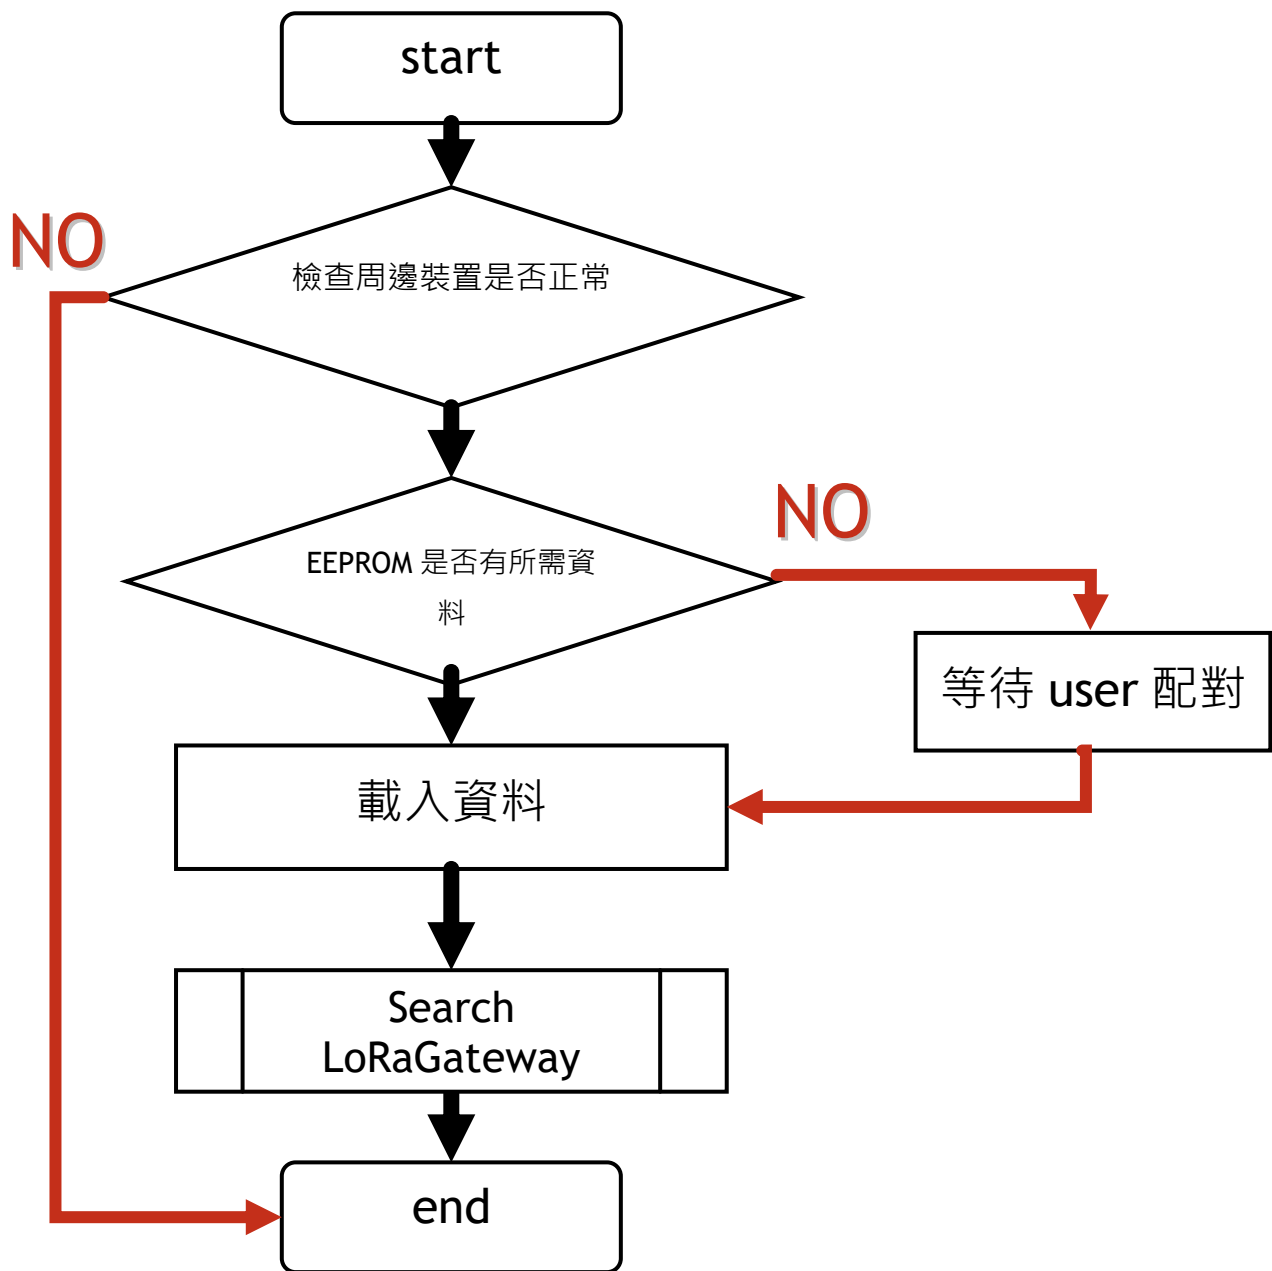 start
NO
檢查周邊裝置是否正常
NO
EEPROM 是否有所需資
料
等待 user 配對
載入資料
Search
LoRaGateway
end